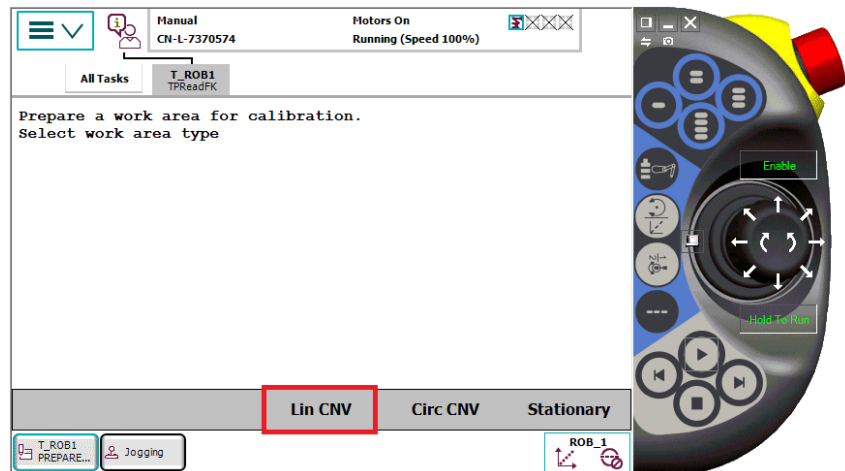 Manual
CN-L-7370574
Motors On
Running (Speed 100%)
All Tasks
T_ROB1
TPReadFK
Prepare a work area for calibration.
Select work area type
Enable
Hold To Run
Lin CNV
Circ CNV
Stationary
T_ROB1
PREPARE...
Jogging
ROB_1